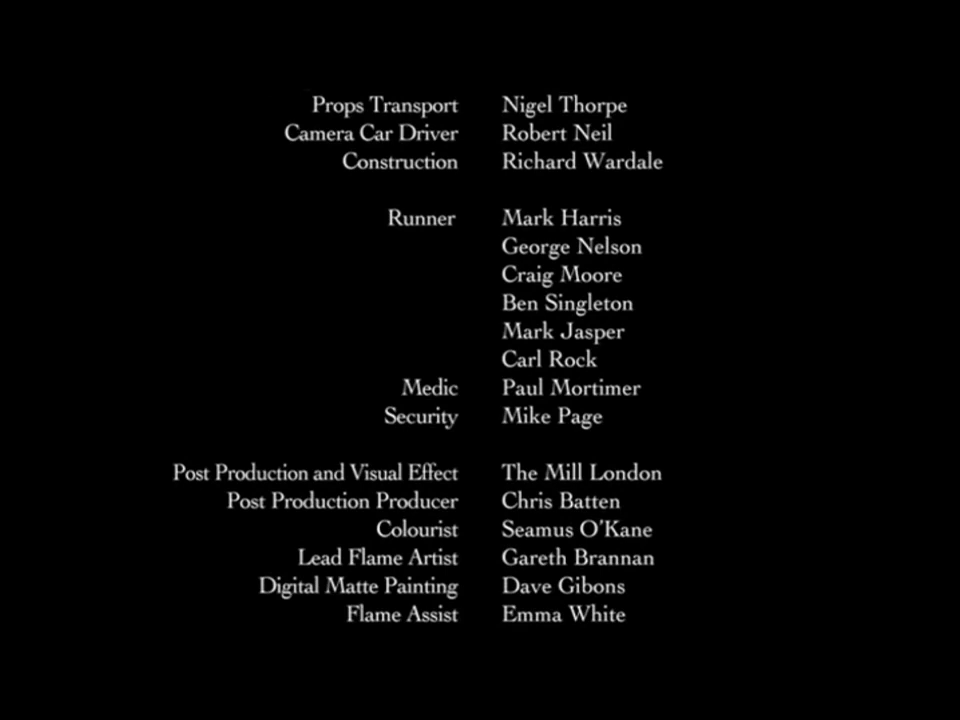 Props Transport Nigel Thorpe
Camera Car Driver Robert Neil
Construction Richard Wardale
Runner Mark Harris
George Nelson
Craig Moore
Ben Singleton
Mark Jasper
Carl Rock
Medic Paul Mortimer
Security Mike Page
Post Production and Visual Effect The Mill London
Post Production Producer Chris Batten
Colourist Seamus O'Kane
Lead Flame Artist Gareth Brannan
Digital Matte Painting Dave Gibons
Flame Assist Emma White